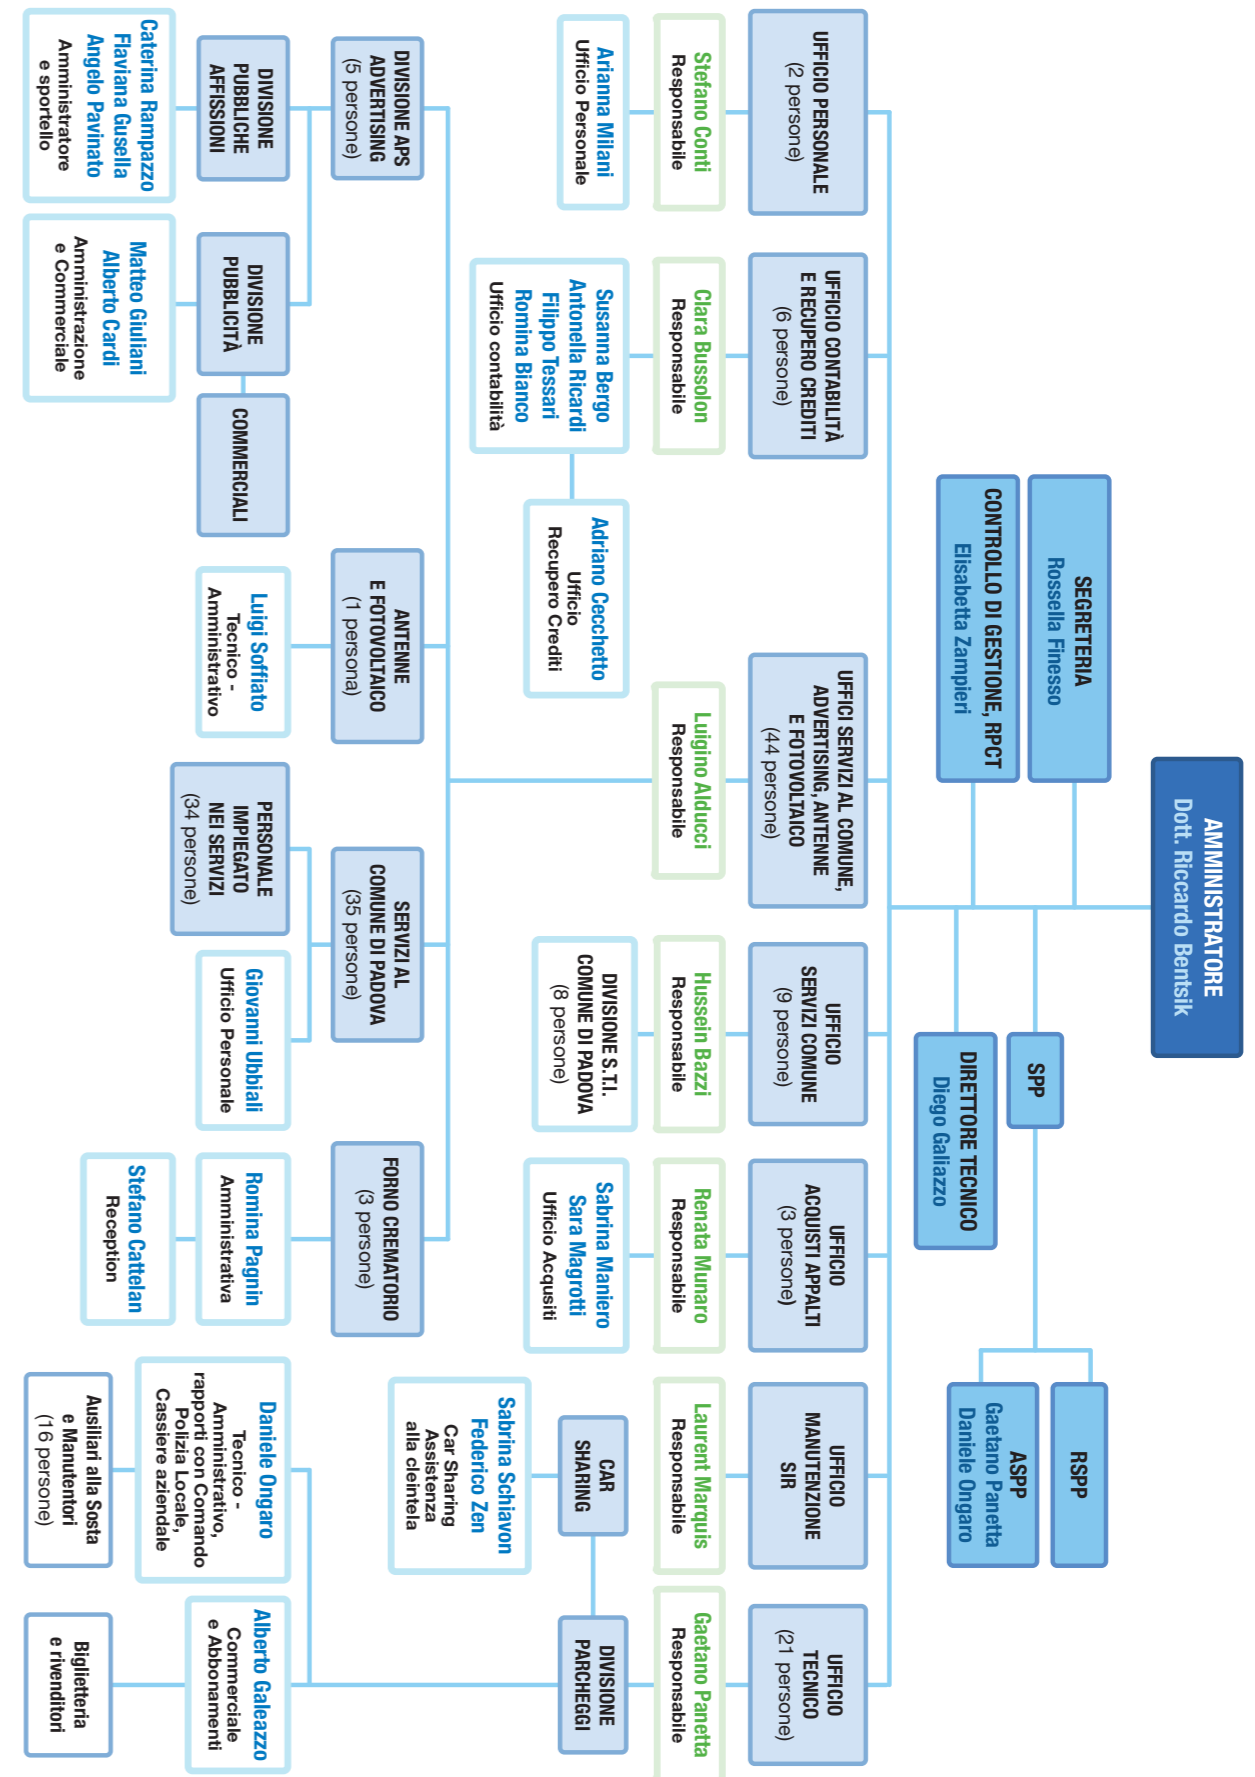 AMMINISTRATORE
Dott. Riccardo Bentsik
SEGRETERIA
Rossella Finesso
CONTROLLO DI GESTIONE, RPCT
Elisabetta Zampieri
SPP
DIRETTORE TECNICO
Diego Galiazzo
RSPP
ASPP
Gaetano Panetta
Daniele Ongaro
UFFICIO PERSONALE
(2 persone)
Stefano Conti
Responsabile
Arianna Milani
Ufficio Personale
UFFICIO CONTABILITÀ
E RECUPERO CREDITI
(6 persone)
Clara Bussolon
Responsabile
Susanna Bergo
Antonella Ricardi
Filippo Tessari
Romina Bianco
Ufficio contabilità
Adriano Cecchetto
Ufficio
Recupero Crediti
UFFICI SERVIZI AL COMUNE,
ADVERTISING, ANTENNE
E FOTOVOLTAICO
(44 persone)
Luigino Alducci
Responsabile
UFFICIO
SERVIZI COMUNE
(9 persone)
Hussein Bazzi
Responsabile
DIVISIONE S.T.I.
COMUNE DI PADOVA
(8 persone)
UFFICIO
ACQUISTI APPALTI
(3 persone)
Renata Munaro
Responsabile
Sabrina Maniero
Sara Magrotti
Ufficio Acqusiti
UFFICIO
MANUTENZIONE
SIR
Laurent Marquis
Responsabile
UFFICIO
TECNICO
(21 persone)
Gaetano Panetta
Responsabile
CAR
SHARING
DIVISIONE
PARCHEGGI
Sabrina Schiavon
Federico Zen
Car Sharing
Assistenza
alla cleintela
DIVISIONE APS
ADVERTISING
(5 persone)
DIVISIONE
PUBBLICHE
AFFISSIONI
Caterina Rampazzo
Flaviana Gusella
Angelo Pavinato
Amministratore
e sportello
DIVISIONE
PUBBLICITÀ
COMMERCIALI
Matteo Giuliani
Alberto Cardi
Amministrazione
e Commerciale
ANTENNE
E FOTOVOLTAICO
(1 persona)
Luigi Soffiato
Tecnico -
Amministrativo
SERVIZI AL
COMUNE DI PADOVA
(35 persone)
PERSONALE
IMPIEGATO
NEI SERVIZI
(34 persone)
Giovanni Ubbiali
Ufficio Personale
FORNO CREMATORIO
(3 persone)
Romina Pagnin
Amministrativa
Stefano Cattelan
Reception
Daniele Ongaro
Tecnico -
Amministrativo,
rapporti con Comando
Polizia Locale,
Cassiere aziendale
Ausiliari alla Sosta
e Manutentori
(16 persone)
Alberto Galeazzo
Commerciale
e Abbonamenti
Biglietteria
e rivenditori